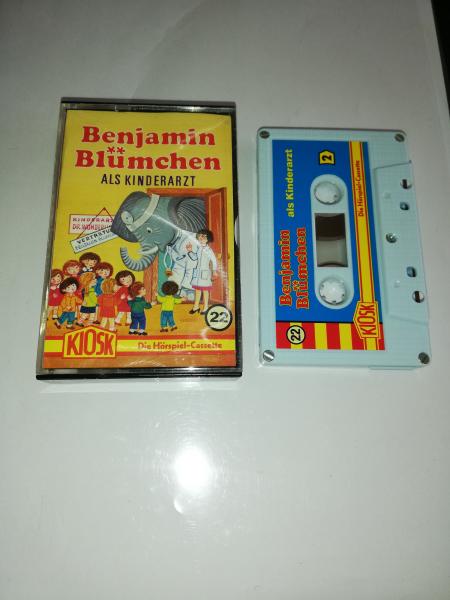 Benjamin
Blümchen
ALS KINDERARZT
KINDERARZT
VERTRETUNG
22
KIOSK
Die Hörspiel-Cassette
Benjamin
Blümchen
als Kinderarzt
2
22
KIOSK
Die Hörspiel-Cassette